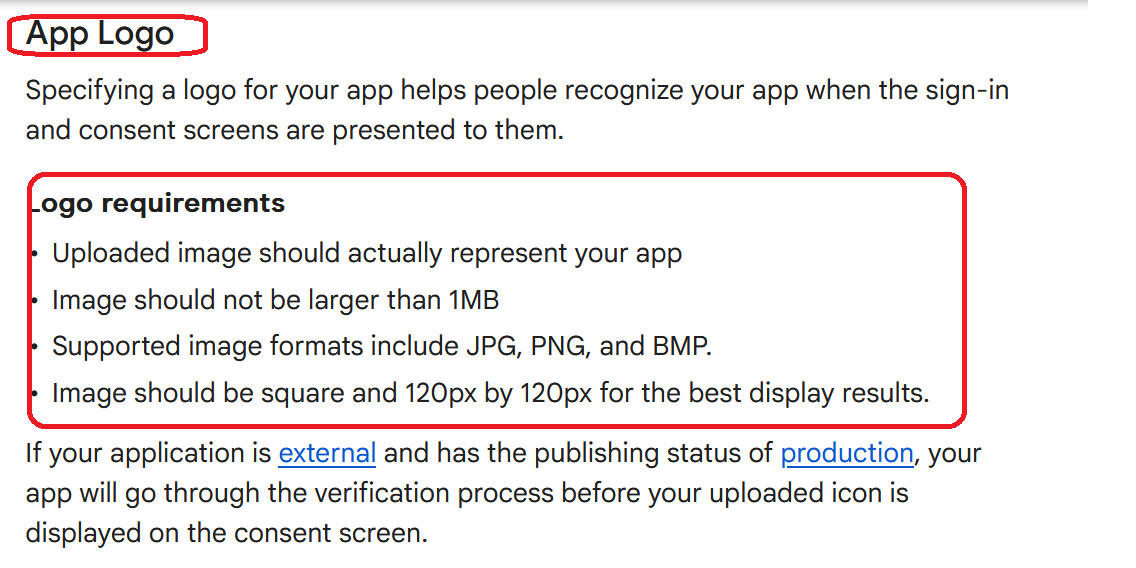 App Logo
Specifying a logo for your app helps people recognize your app when the sign-in
and consent screens are presented to them.
Logo requirements
• Uploaded image should actually represent your app
• Image should not be larger than 1MB
• Supported image formats include JPG, PNG, and BMP.
• Image should be square and 120px by 120px for the best display results.
If your application is external and has the publishing status of production, your
app will go through the verification process before your uploaded icon is
displayed on the consent screen.